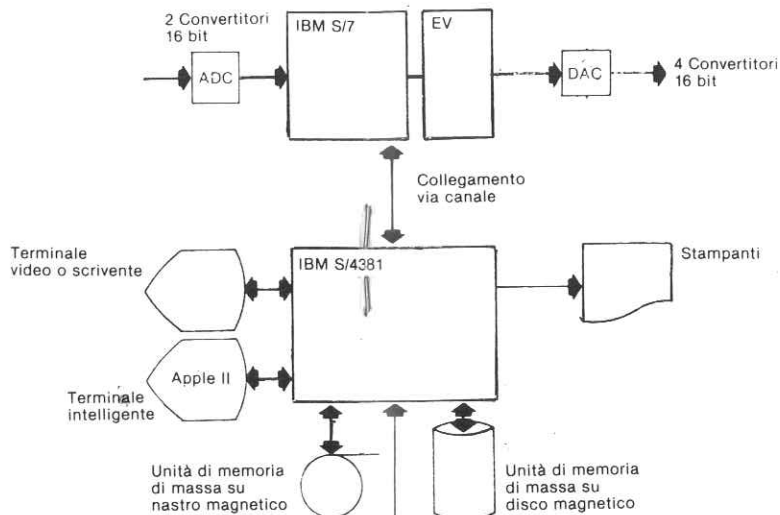 2 Convertitori
16 bit
IBM S/7
EV
ADC
DAC
4 Convertitori
16 bit
Collegamento
via canale
Terminale
video o scrivente
IBM S/4381
Stampanti
Apple II
Terminale
intelligente
Unità di memoria
di massa su
nastro magnetico
Unità di memoria
di massa su
disco magnetico